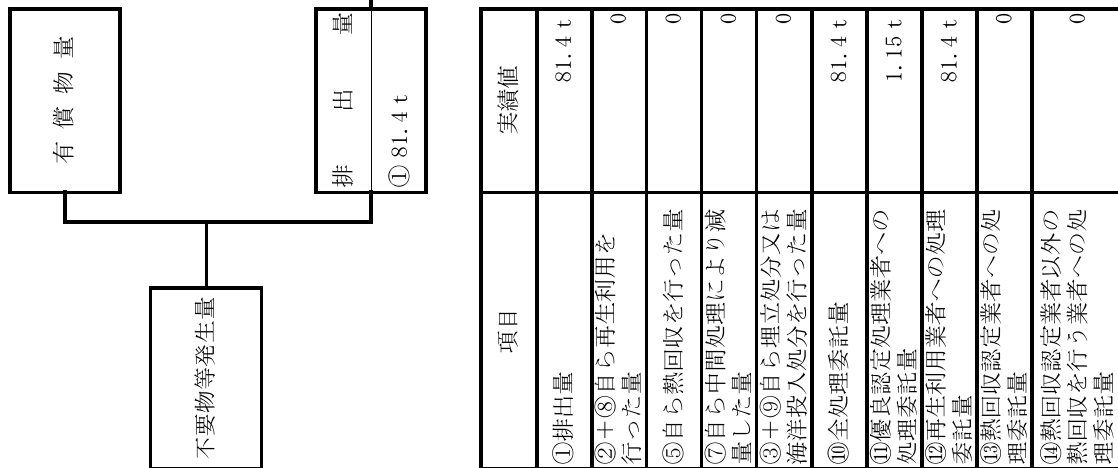 有償物量
不要物等発生量
排出量
①81.4t
項目
実績値
①排出量
81.4t
②+⑧自ら再生利用を
行った量
0
⑤自ら熱回収を行った量
0
⑦自ら中間処理により減
量した量
0
③+⑨自ら埋立処分又は
海洋投入処分を行った量
0
⑩全処理委託量
81.4t
⑪優良認定処理業者への
処理委託量
1.15t
⑫再生利用業者への処理
委託量
81.4t
⑬熱回収認定業者への処
理委託量
0
⑭熱回収認定業者以外の
熱回収を行う業者への処
理委託量
0